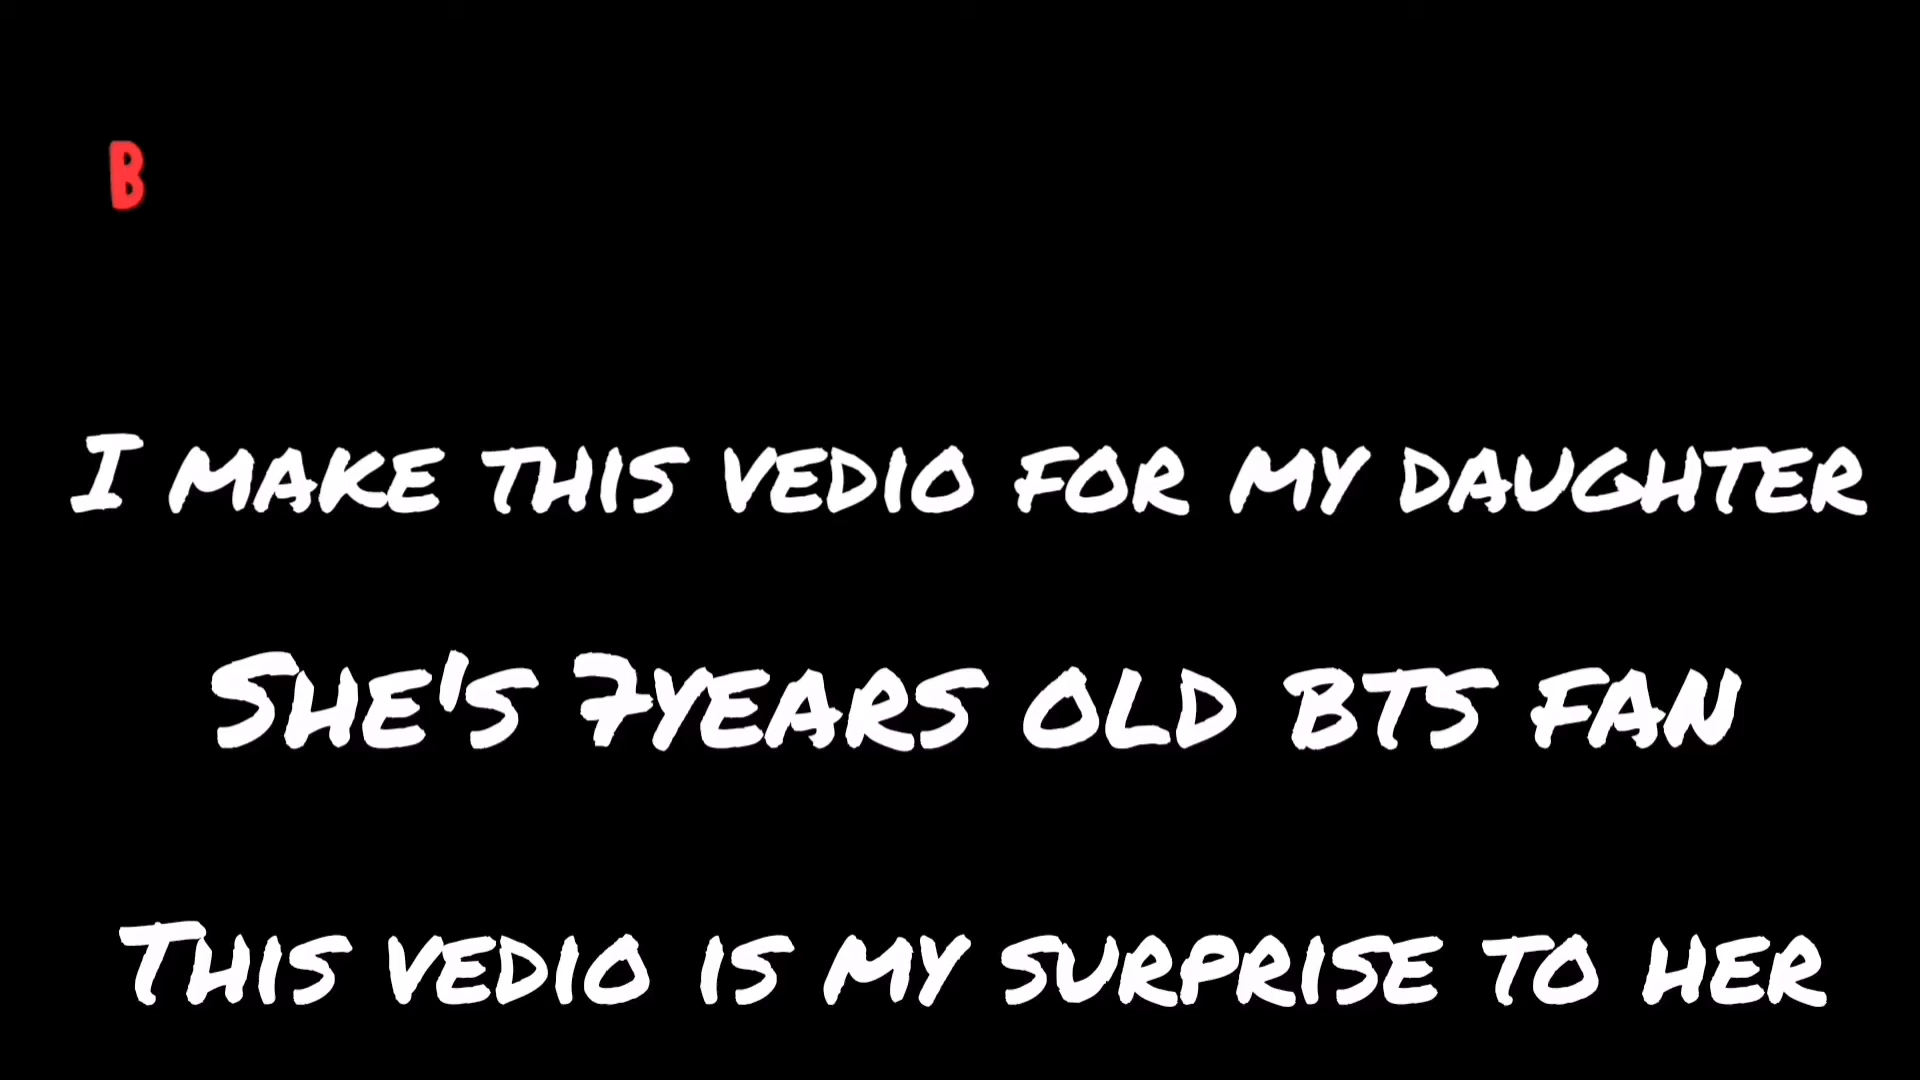 B
I make this vedio for my daughter
She's 7years old bts fan
This vedio is my surprise to her